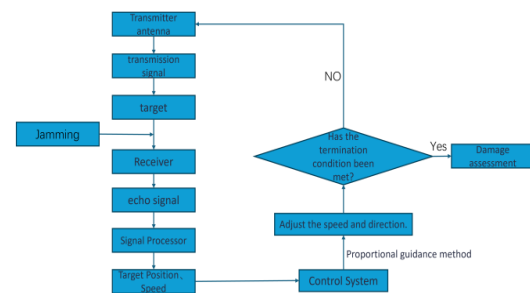 Transmitter
antenna
transmission
signal
target
Jamming
Receiver
echo signal
Signal Processor
Target Position、
Speed
Control System
Proportional guidance method
Adjust the speed and direction.
Has the
termination
condition been
met?
NO
Yes
Damage
assessment